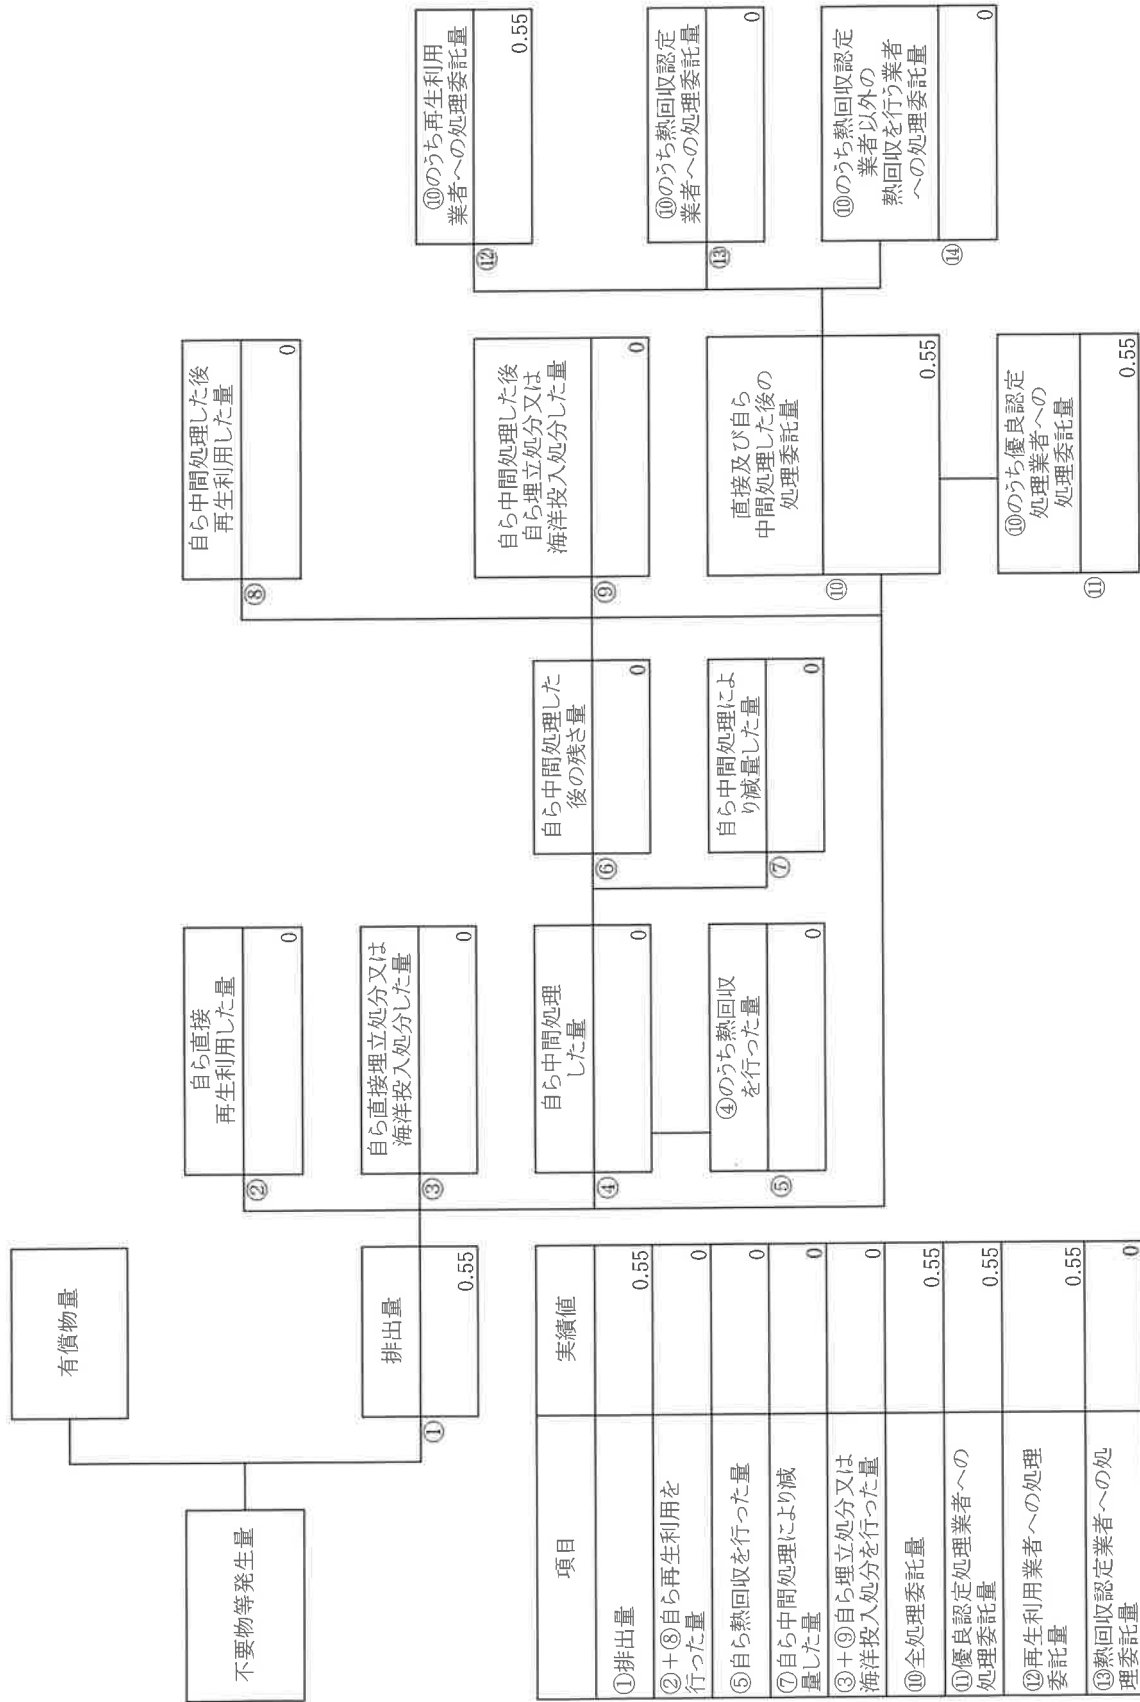 有償物量
不要物等発生量
排出量
①
0.55
自ら直接
再生利用した量
②
0
自ら直接埋立処分又は
海洋投入処分した量
③
0
自ら中間処理
した量
④
0
④のうち熱回収
を行った量
⑤
0
自ら中間処理した
後の残さ量
⑥
0
自ら中間処理によ
り減量した量
⑦
0
自ら中間処理した後
再生利用した量
⑧
0
自ら中間処理した後
自ら埋立処分又は
海洋投入処分した量
⑨
0
直接及び自ら
中間処理した後の
処理委託量
⑩
0.55
⑩のうち優良認定
処理業者への
処理委託量
⑪
0.55
⑩のうち再生利用
業者への処理委託量
⑫
0.55
⑩のうち熱回収認定
業者への処理委託量
⑬
0
⑩のうち熱回収認定
業者以外の
熱回収を行う業者
への処理委託量
⑭
0
項目 実績値
①排出量 0.55
②+⑧自ら再生利用を
行った量 0
⑤自ら熱回収を行った量 0
⑦自ら中間処理により減
量した量 0
③+⑨自ら埋立処分又は
海洋投入処分を行った量 0
⑩全処理委託量 0.55
⑪優良認定処理業者への
処理委託量 0.55
⑫再生利用業者への処理
委託量 0.55
⑬熱回収認定業者への処
理委託量 0